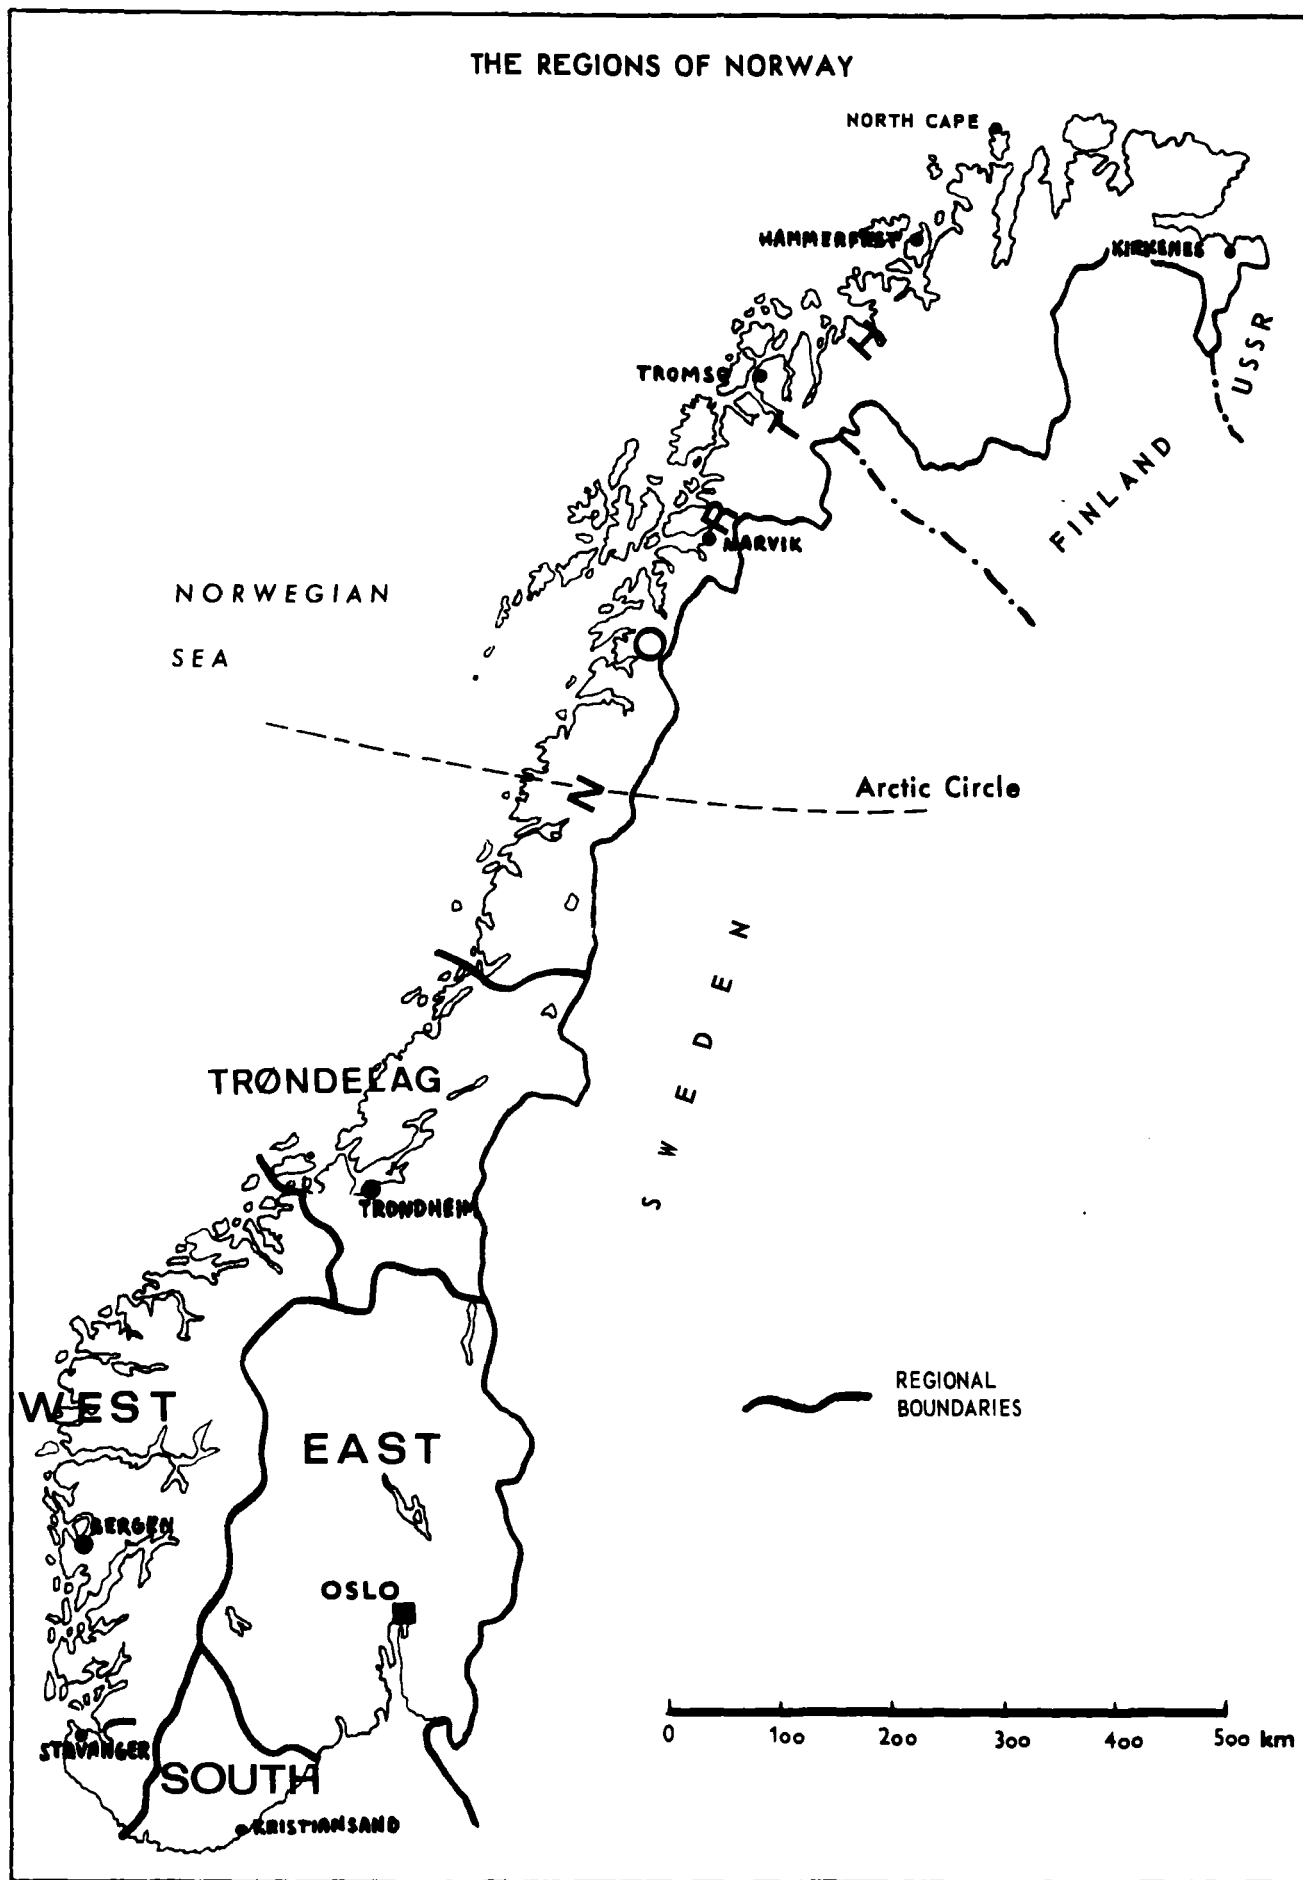 THE REGIONS OF NORWAY
NORTH CAPE
HAMMERFEST
KIRKENES
USSR
TROMSØ
FINLAND
NARVIK
NORWEGIAN
SEA
NORTH
Arctic Circle
SWEDEN
TRØNDELAG
TRONDHEIM
WEST
REGIONAL
BOUNDARIES
EAST
BERGEN
OSLO
STAVANGER
SOUTH
KRISTIANSAND
0 100 200 300 400 500 km